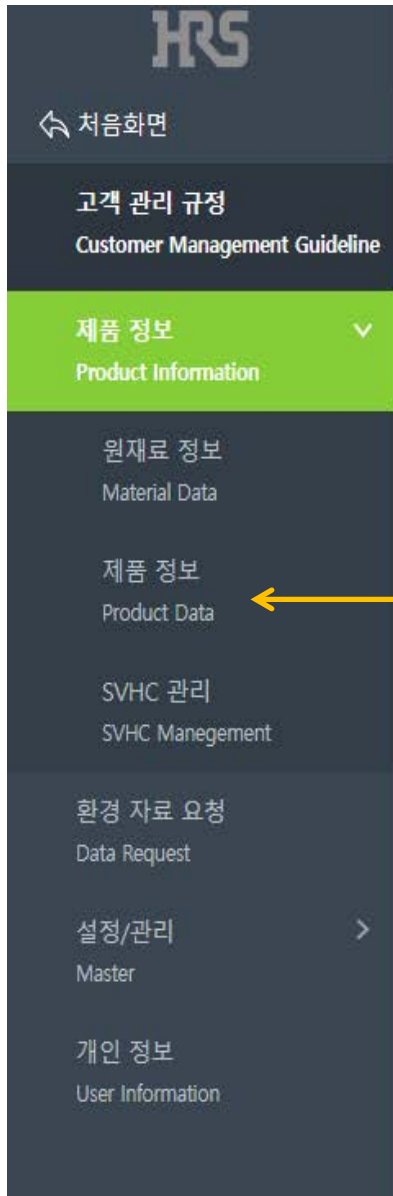 HRS
처음화면
고객 관리 규정
Customer Management Guideline
제품 정보
Product Information
원재료 정보
Material Data
제품 정보
Product Data
SVHC 관리
SVHC Manegement
환경 자료 요청
Data Request
설정/관리
Master
개인 정보
User Information